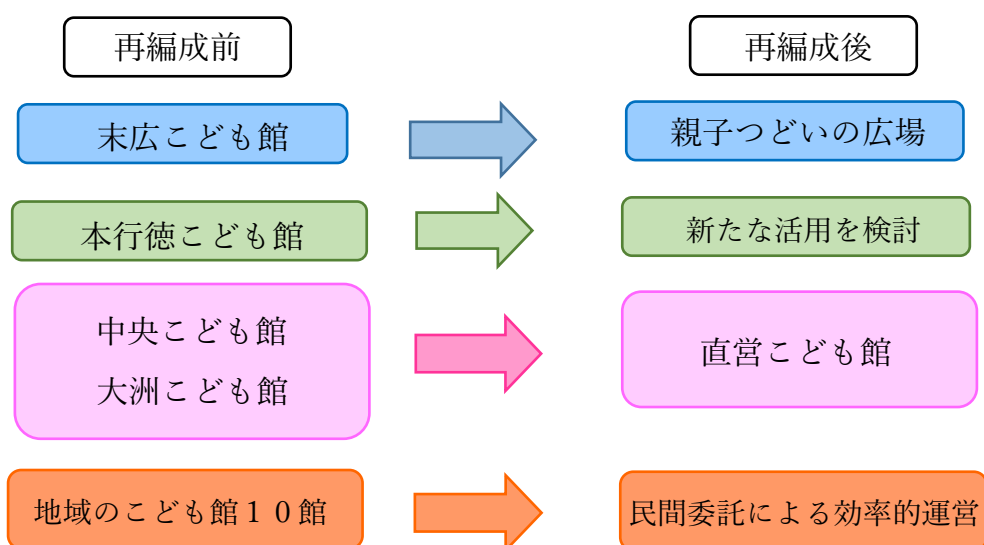 再編成前
再編成後
末広こども館
親子つどいの広場
本行徳こども館
新たな活用を検討
中央こども館
大洲こども館
直営こども館
地域のこども館１０館
民間委託による効率的運営